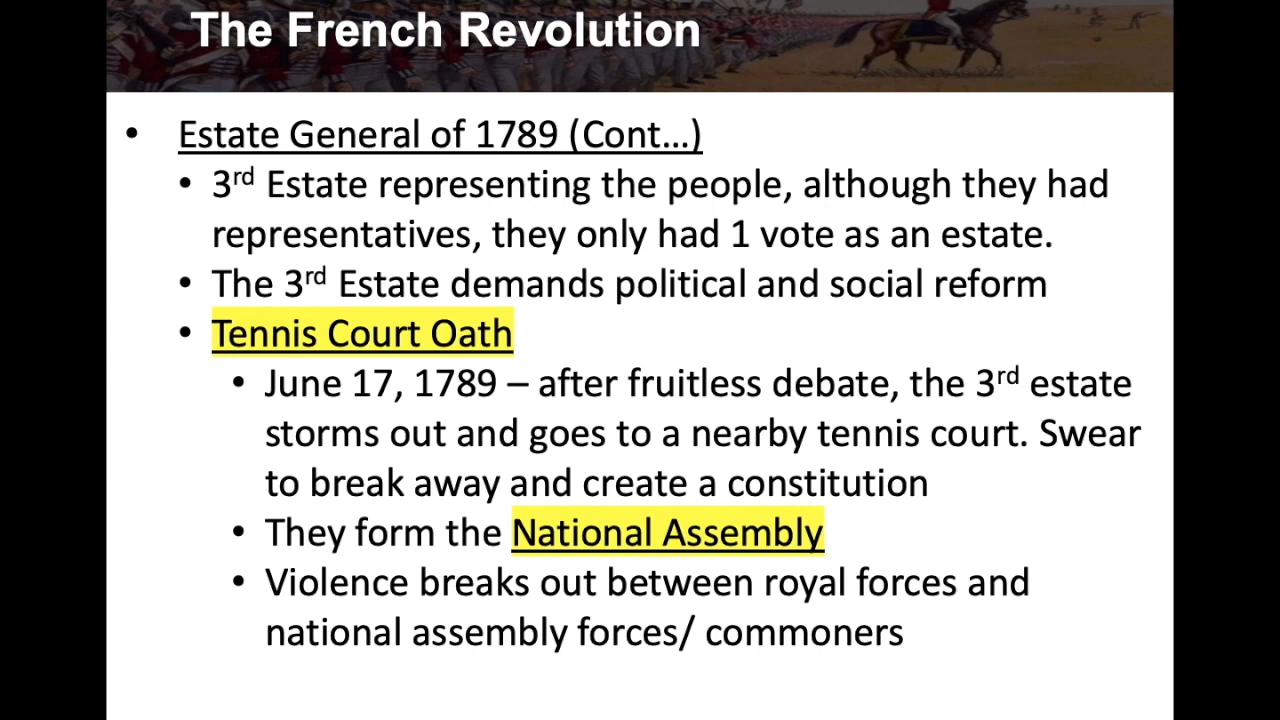 The French Revolution
• Estate General of 1789 (Cont…)
• 3rd Estate representing the people, although they had
representatives, they only had 1 vote as an estate.
• The 3rd Estate demands political and social reform
• Tennis Court Oath
• June 17, 1789 – after fruitless debate, the 3rd estate
storms out and goes to a nearby tennis court. Swear
to break away and create a constitution
• They form the National Assembly
• Violence breaks out between royal forces and
national assembly forces/ commoners